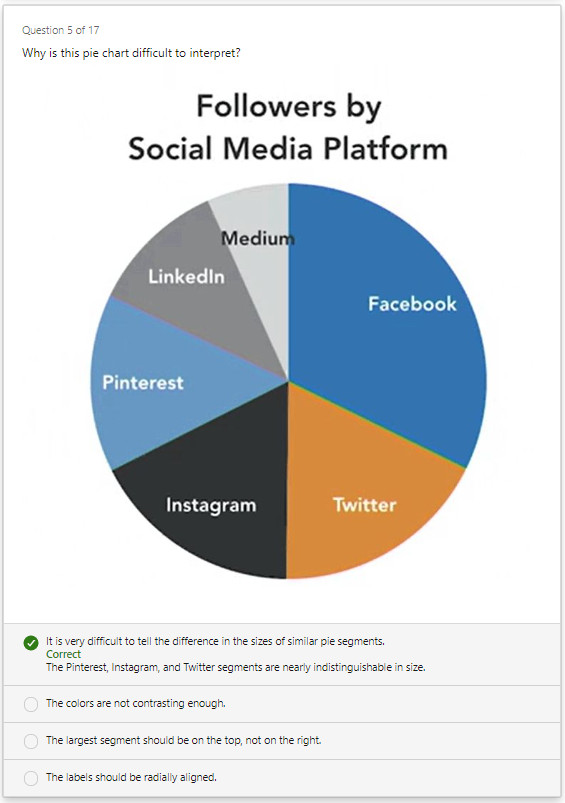 Question 5 of 17
Why is this pie chart difficult to interpret?
Followers by
Social Media Platform
Medium
LinkedIn
Facebook
Pinterest
Instagram
Twitter
It is very difficult to tell the difference in the sizes of similar pie segments.
Correct
The Pinterest, Instagram, and Twitter segments are nearly indistinguishable in size.
The colors are not contrasting enough.
The largest segment should be on the top, not on the right.
The labels should be radially aligned.